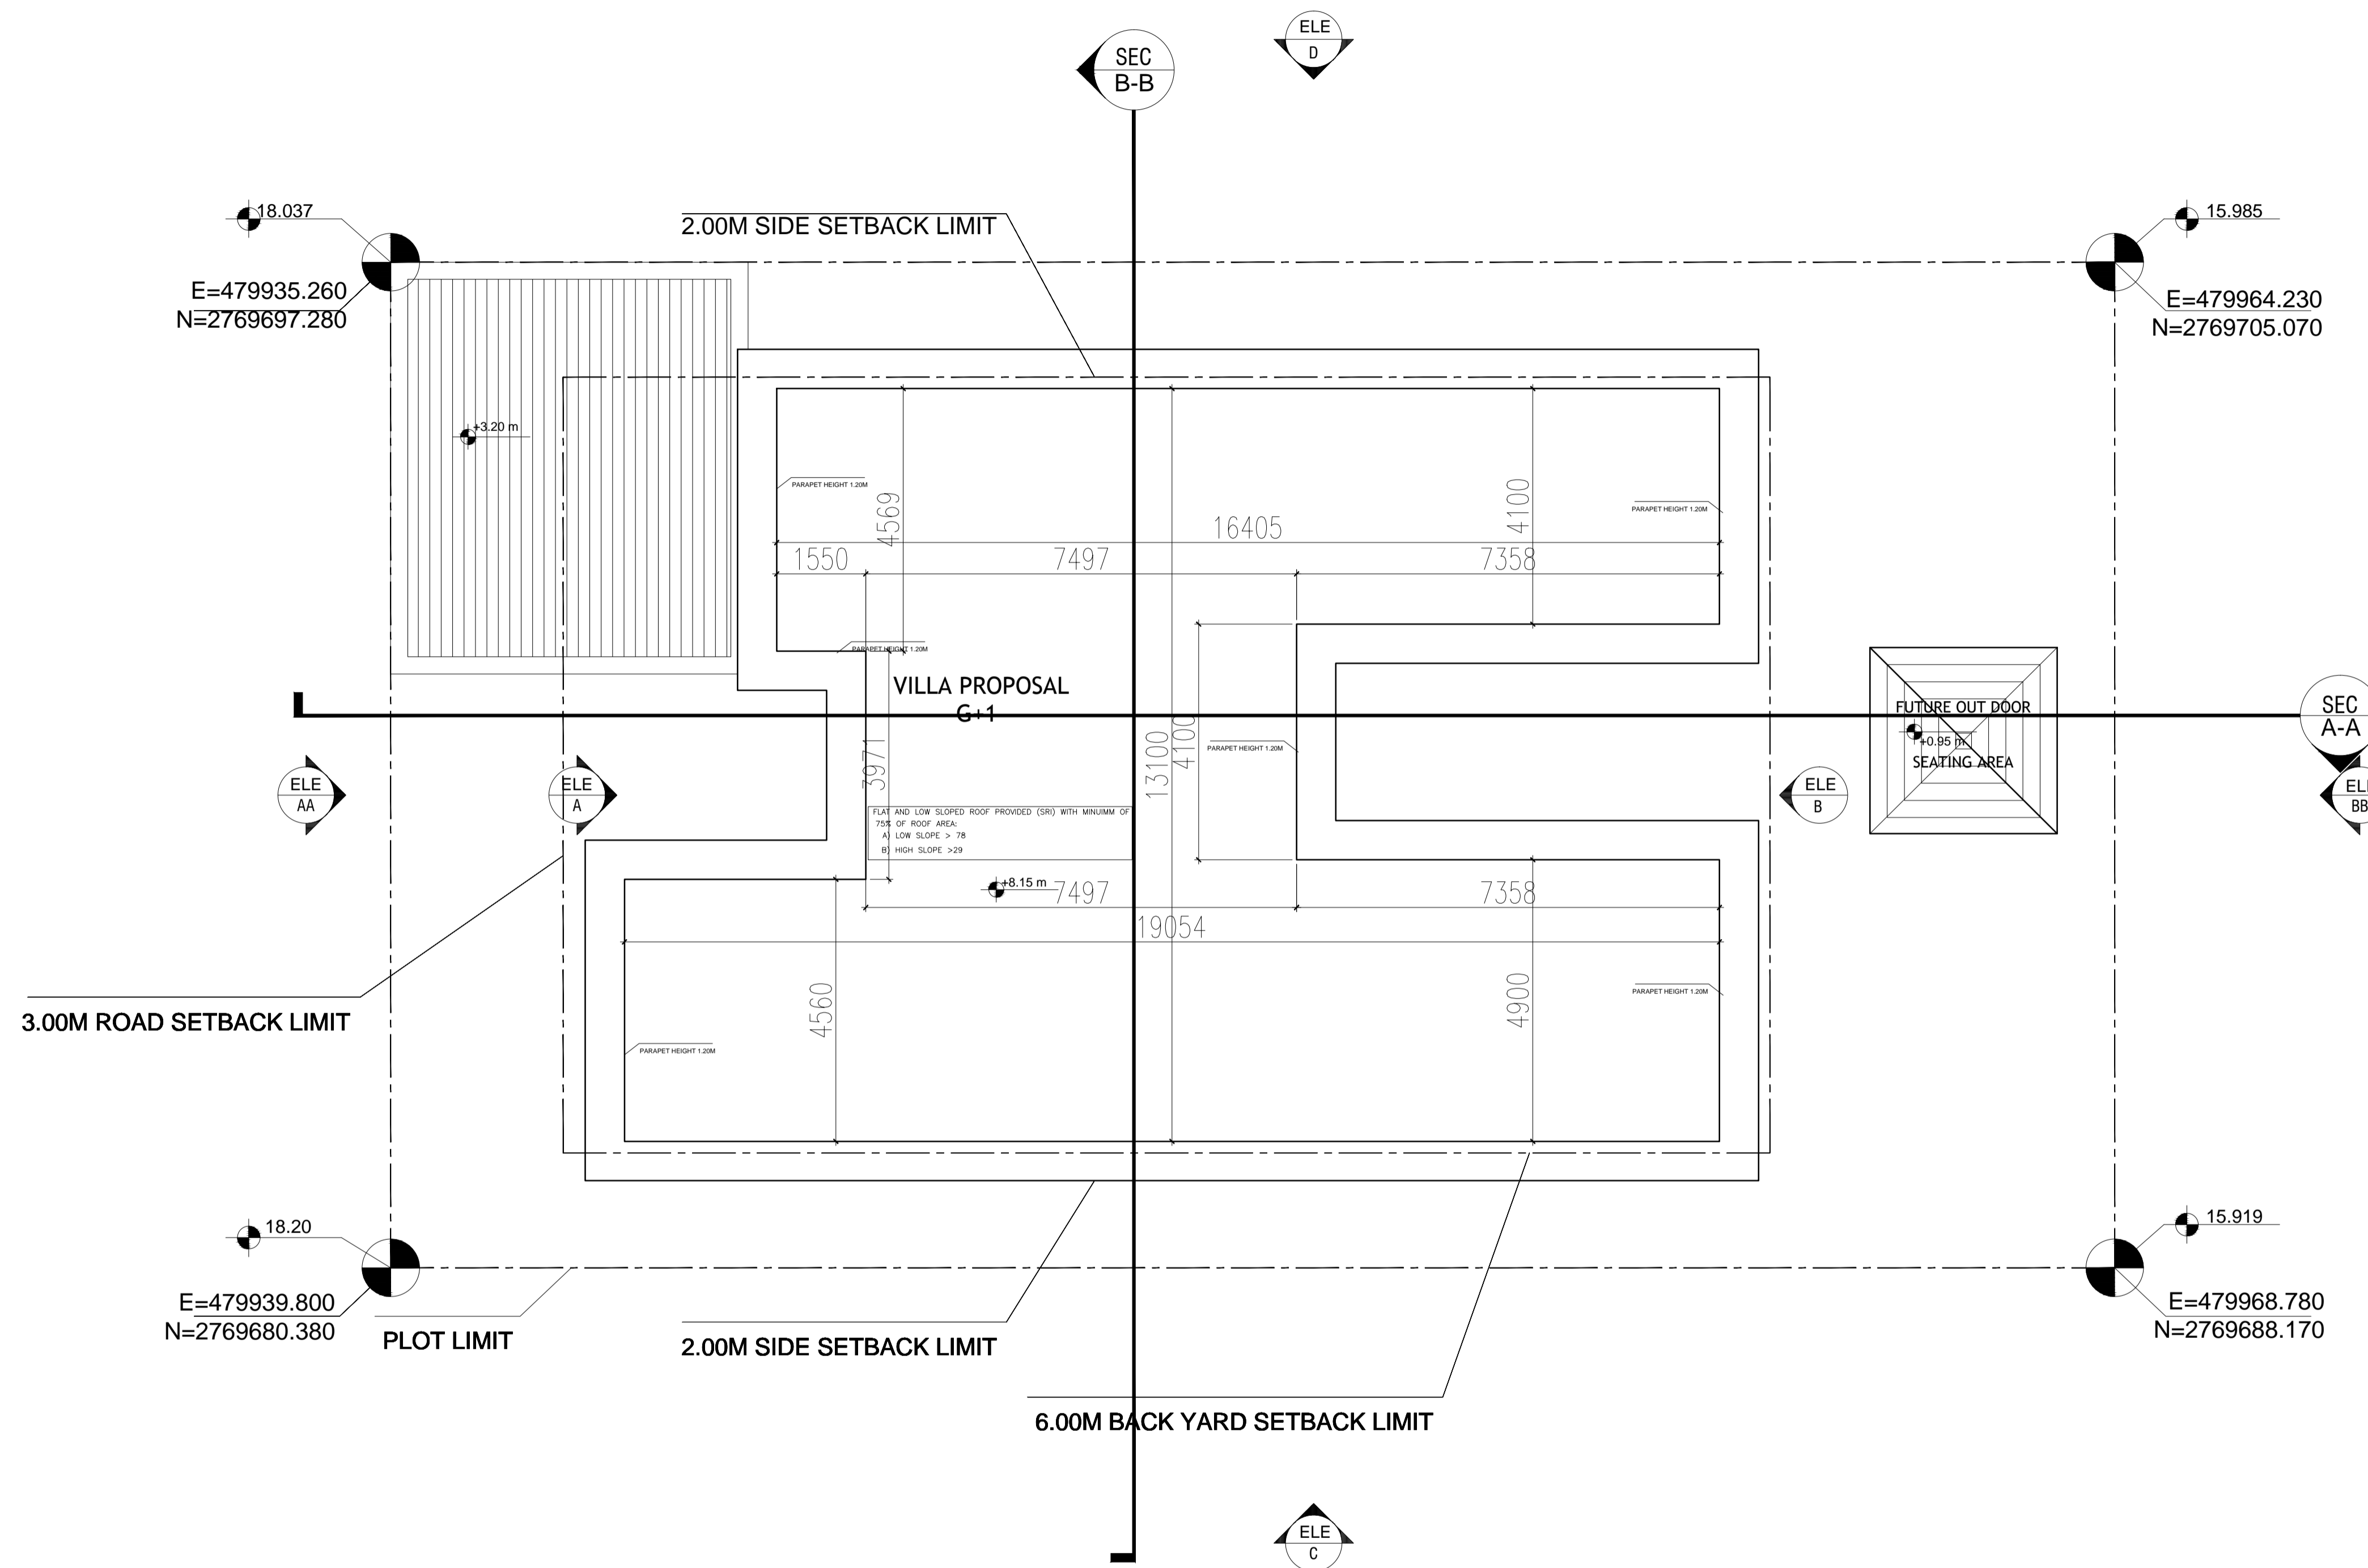 ELE
D
SEC
B-B
18.037
15.985
2.00M SIDE SETBACK LIMIT
E=479935.260
N=2769697.280
E=479964.230
N=2769705.070
+3.20 m
PARAPET HEIGHT 1.20M
4569
4100
PARAPET HEIGHT 1.20M
16405
1550
7497
7358
PARAPET HEIGHT 1.20M
VILLA PROPOSAL
G+1
FUTURE OUT DOOR
+0.95 m
SEATING AREA
SEC
A-A
3971
13100
4100
PARAPET HEIGHT 1.20M
ELE
AA
ELE
A
ELE
B
ELE
BB
FLAT AND LOW SLOPED ROOF PROVIDED (SRI) WITH MINUIMM OF
75% OF ROOF AREA:
A) LOW SLOPE > 78
B) HIGH SLOPE >29
+8.15 m
7497
7358
19054
4560
4900
PARAPET HEIGHT 1.20M
3.00M ROAD SETBACK LIMIT
PARAPET HEIGHT 1.20M
18.20
15.919
E=479939.800
N=2769680.380
E=479968.780
N=2769688.170
PLOT LIMIT
2.00M SIDE SETBACK LIMIT
6.00M BACK YARD SETBACK LIMIT
ELE
C